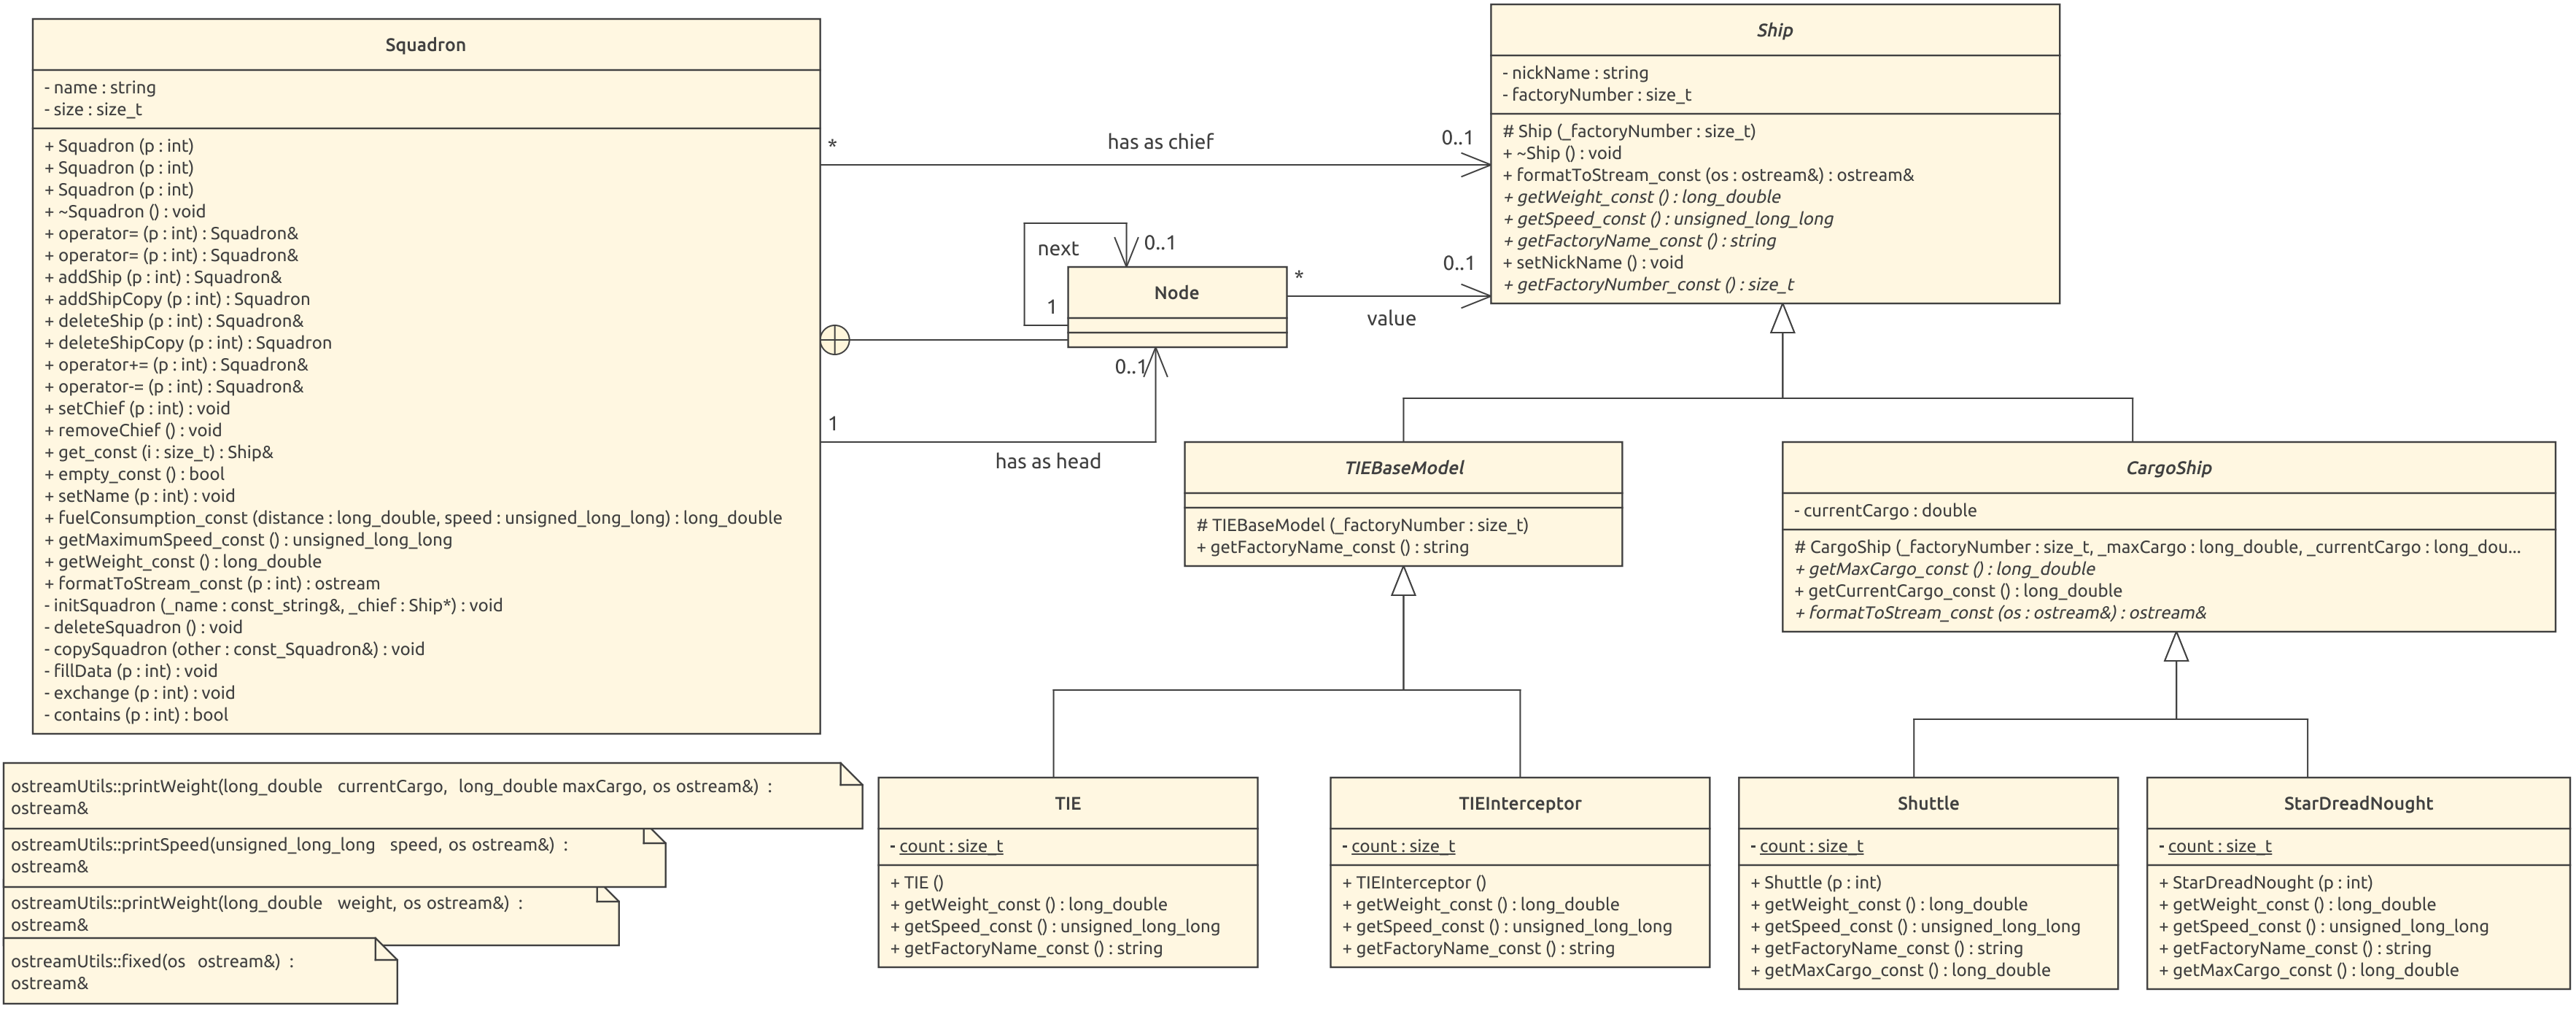 Squadron
- name : string
- size : size_t
+ Squadron (p : int)
+ Squadron (p : int)
+ Squadron (p : int)
+ ~Squadron () : void
+ operator= (p : int) : Squadron&
+ operator= (p : int) : Squadron&
+ addShip (p : int) : Squadron&
+ addShipCopy (p : int) : Squadron
+ deleteShip (p : int) : Squadron&
+ deleteShipCopy (p : int) : Squadron
+ operator+= (p : int) : Squadron&
+ operator-= (p : int) : Squadron&
+ setChief (p : int) : void
+ removeChief () : void
+ get_const (i : size_t) : Ship&
+ empty_const () : bool
+ setName (p : int) : void
+ fuelConsumption_const (distance : long_double, speed : unsigned_long_long) : long_double
+ getMaximumSpeed_const () : unsigned_long_long
+ getWeight_const () : long_double
+ formatToStream_const (p : int) : ostream
- initSquadron (_name : const_string&, _chief : Ship*) : void
- deleteSquadron () : void
- copySquadron (other : const_Squadron&) : void
- fillData (p : int) : void
- exchange (p : int) : void
- contains (p : int) : bool
*
has as chief
0..1
next
0..1
1
Node
*
0..1
value
0..1
1
has as head
Ship
- nickName : string
- factoryNumber : size_t
# Ship (_factoryNumber : size_t)
+ ~Ship () : void
+ formatToStream_const (os : ostream&) : ostream&
+ getWeight_const () : long_double
+ getSpeed_const () : unsigned_long_long
+ getFactoryName_const () : string
+ setNickName () : void
+ getFactoryNumber_const () : size_t
TIEBaseModel
# TIEBaseModel (_factoryNumber : size_t)
+ getFactoryName_const () : string
CargoShip
- currentCargo : double
# CargoShip (_factoryNumber : size_t, _maxCargo : long_double, _currentCargo : long_dou...
+ getMaxCargo_const () : long_double
+ getCurrentCargo_const () : long_double
+ formatToStream_const (os : ostream&) : ostream&
ostreamUtils::printWeight(long_double currentCargo, long_double maxCargo, os ostream&) :
ostream&
ostreamUtils::printSpeed(unsigned_long_long speed, os ostream&) :
ostream&
ostreamUtils::printWeight(long_double weight, os ostream&) :
ostream&
ostreamUtils::fixed(os ostream&) :
ostream&
TIE
- count : size_t
+ TIE ()
+ getWeight_const () : long_double
+ getSpeed_const () : unsigned_long_long
+ getFactoryName_const () : string
TIEInterceptor
- count : size_t
+ TIEInterceptor ()
+ getWeight_const () : long_double
+ getSpeed_const () : unsigned_long_long
+ getFactoryName_const () : string
Shuttle
- count : size_t
+ Shuttle (p : int)
+ getWeight_const () : long_double
+ getSpeed_const () : unsigned_long_long
+ getFactoryName_const () : string
+ getMaxCargo_const () : long_double
StarDreadNought
- count : size_t
+ StarDreadNought (p : int)
+ getWeight_const () : long_double
+ getSpeed_const () : unsigned_long_long
+ getFactoryName_const () : string
+ getMaxCargo_const () : long_double